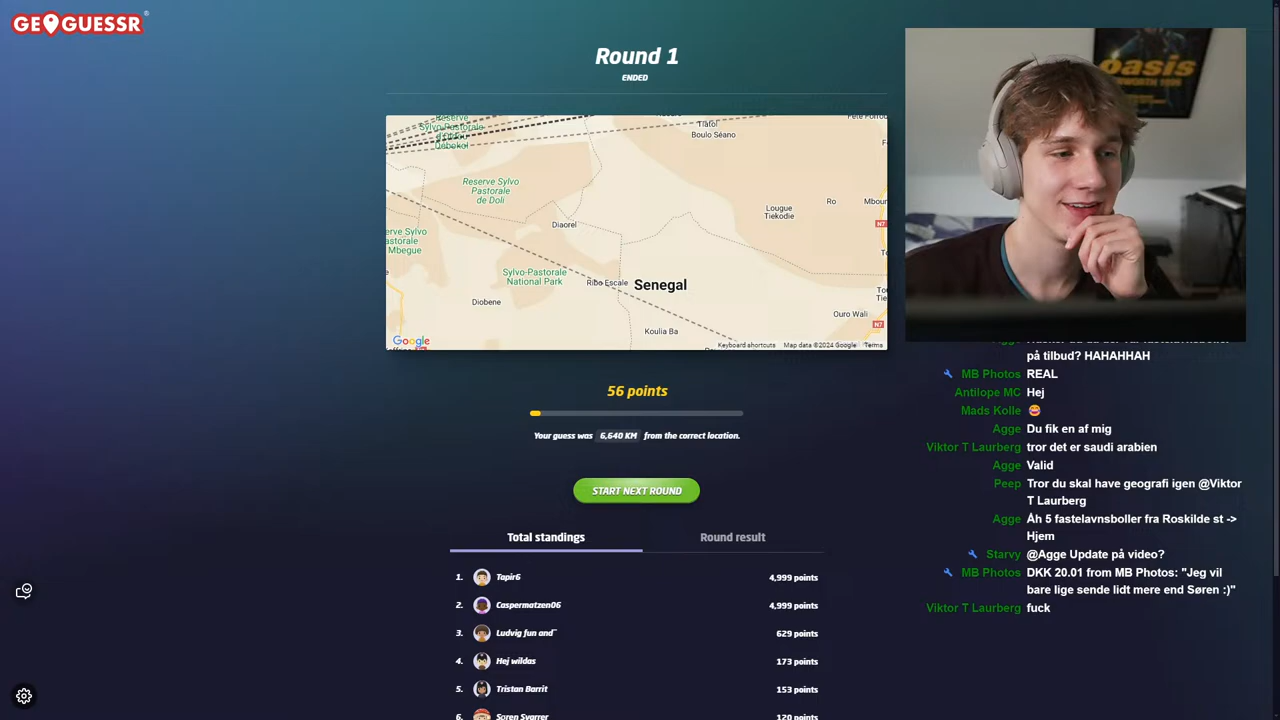 GEOGUESSR
Round 1
ENDED
oasis
Reserve
Sylvo-Pastorale
Tiatol
Boulo Séano
Reserve Sylvo
Pastorale
de Doli
Lougue
Tiekodie
Ro
Mbour
N7
Diaorel
Sylvo-Pastorale
National Park
Ribo Escale
Senegal
Diobene
Ouro Wali
N7
Koulia Ba
Google
Keyboard shortcuts
Map data ©2024 Google
Terms
56 points
Your guess was 6,640 KM from the correct location.
START NEXT ROUND
Total standings
Round result
1. Tapir6 4,999 points
2. Caspermatzen06 4,999 points
3. Ludvig fun and~ 629 points
4. Hej wildas 173 points
5. Tristan Barrit 153 points
6. Søren Svarrer 120 points
på tilbud? HAHAHHAH
MB Photos REAL
Antilope MC Hej
Mads Kolle
Agge Du fik en af mig
Viktor T Laurberg tror det er saudi arabien
Agge Valid
Peep Tror du skal have geografi igen @Viktor
T Laurberg
Agge Åh 5 fastelavnsboller fra Roskilde st ->
Hjem
Starvy @Agge Update på video?
MB Photos DKK 20.01 from MB Photos: "Jeg vil
bare lige sende lidt mere end Søren :)"
Viktor T Laurberg fuck